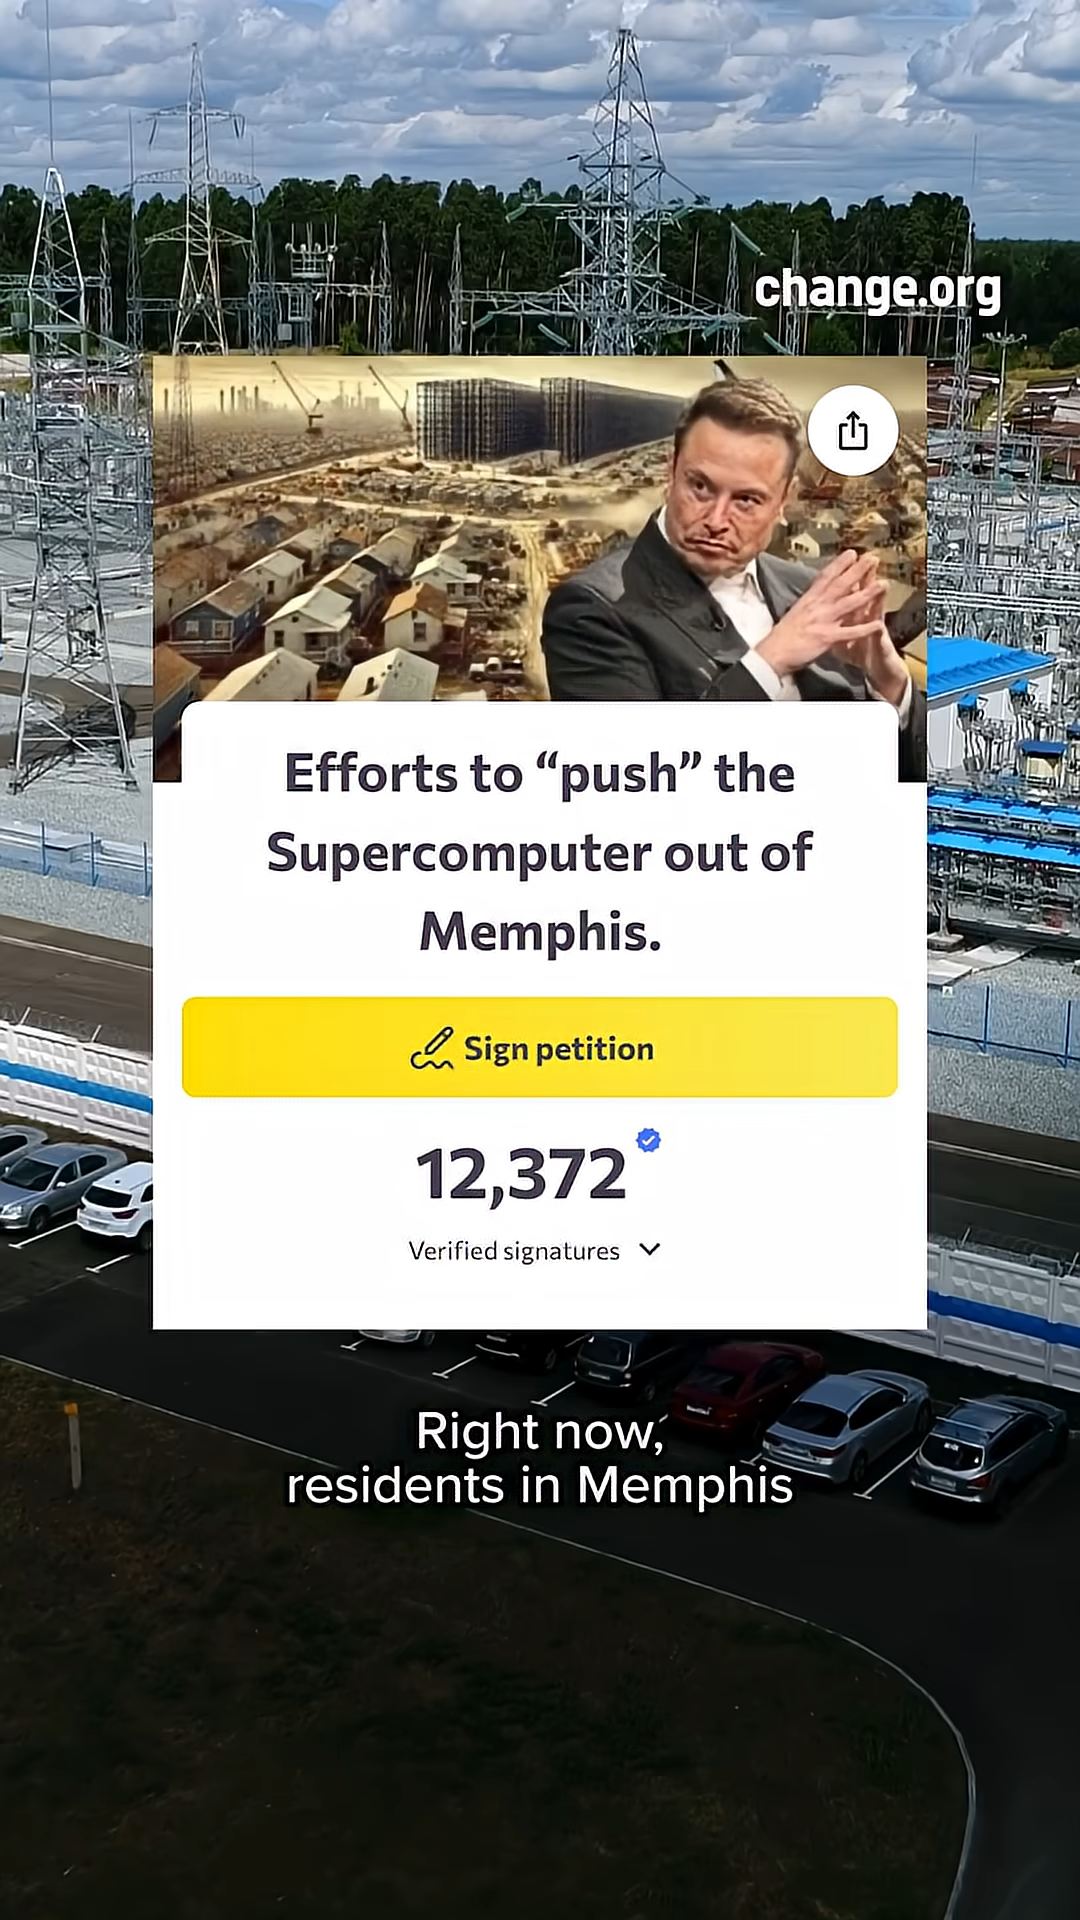 change.org
Efforts to “push” the
Supercomputer out of
Memphis.
Sign petition
12,372
Verified signatures
Right now,
residents in Memphis